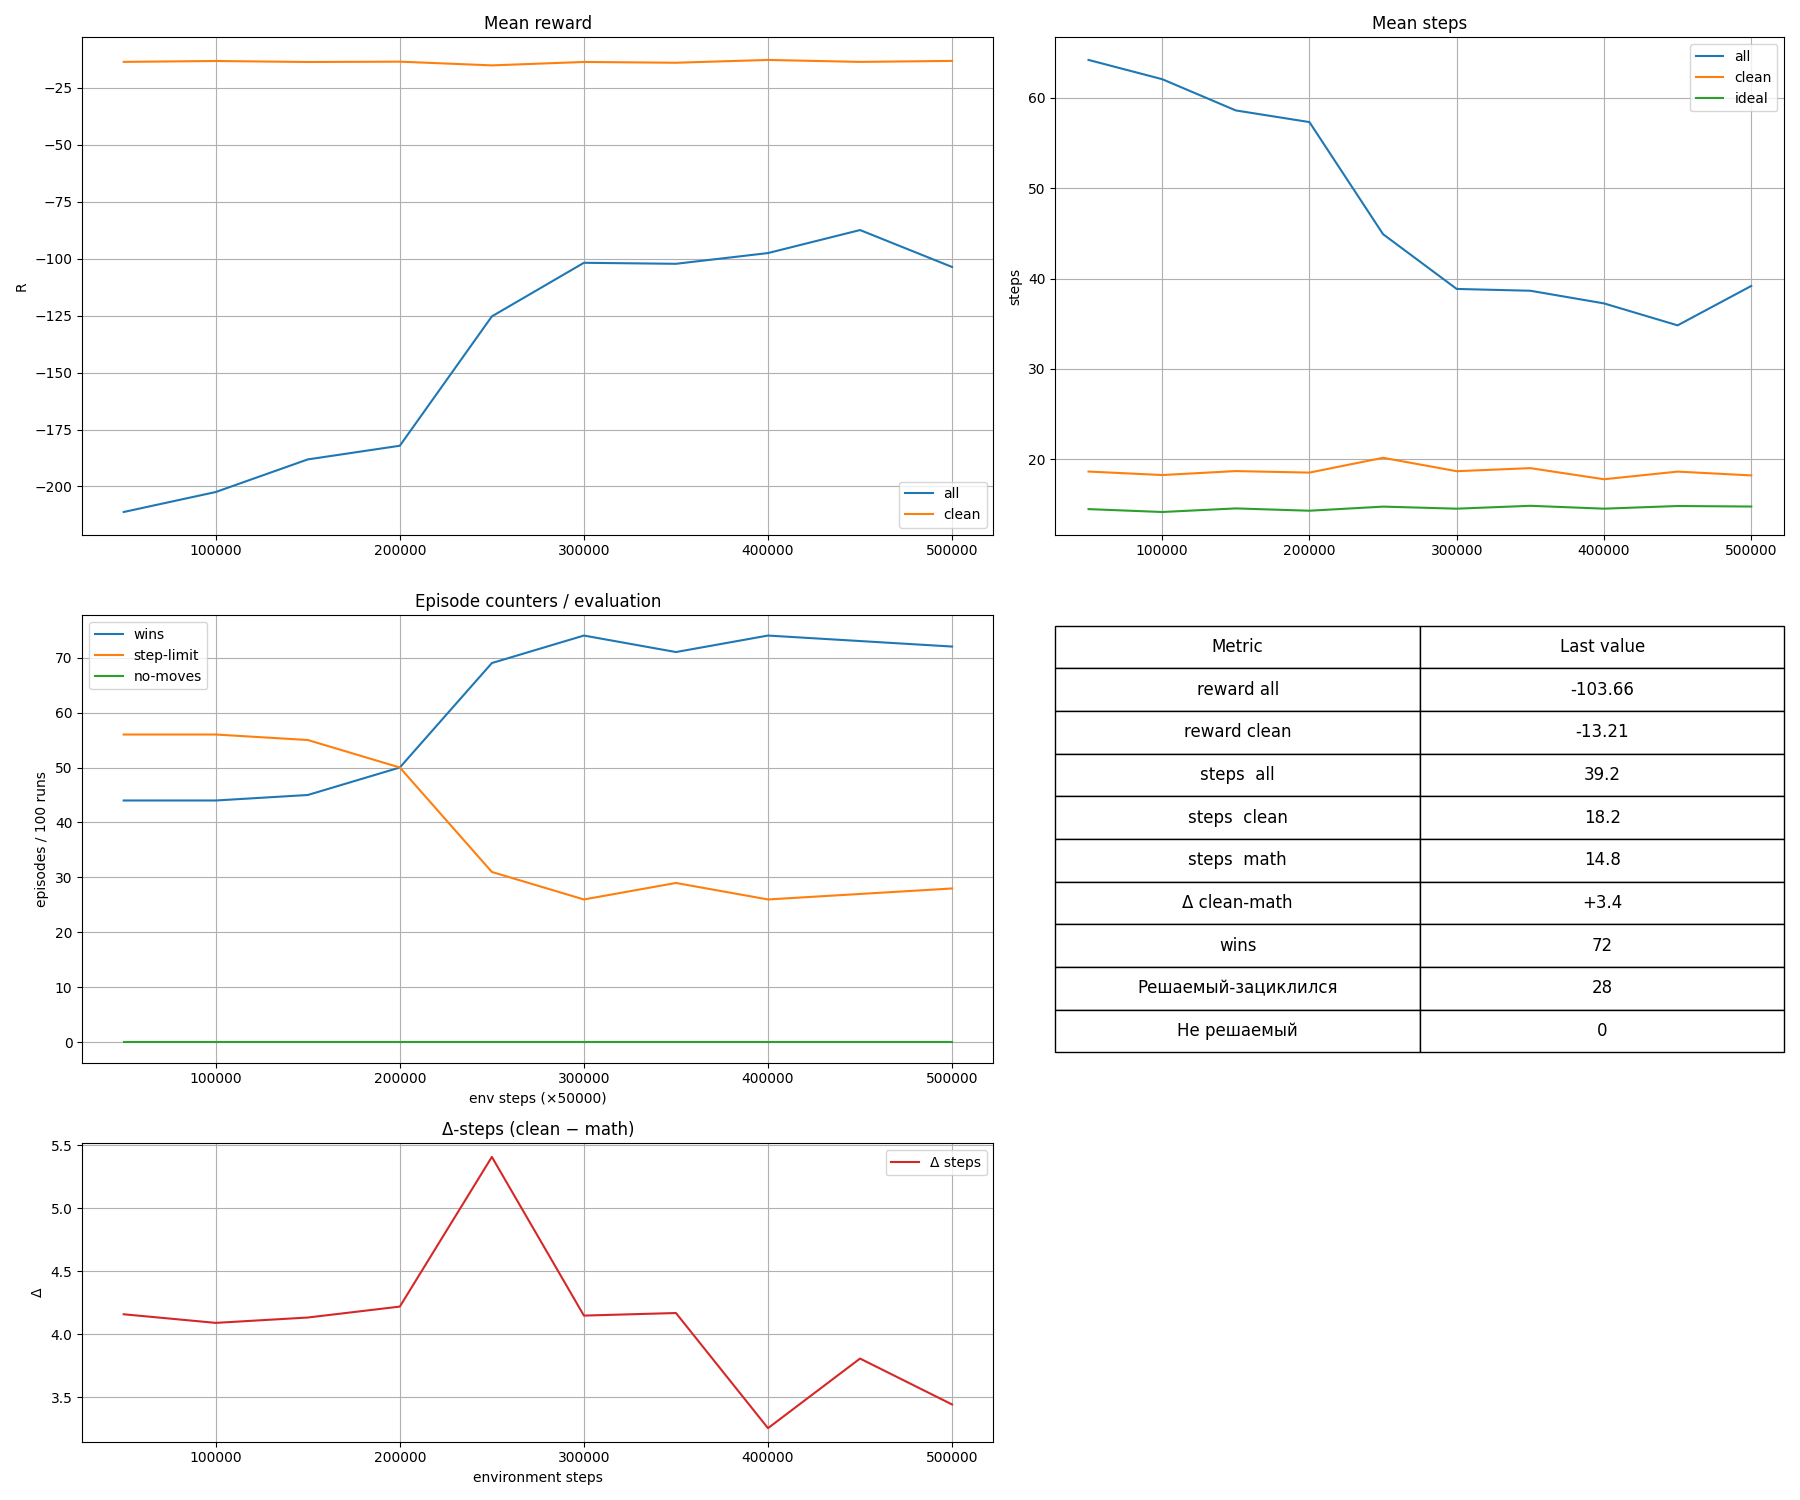 Mean reward
R
−25
−50
−75
−100
−125
−150
−175
−200
100000 200000 300000 400000 500000
all
clean
Mean steps
steps
60
50
40
30
20
100000 200000 300000 400000 500000
all
clean
ideal
Episode counters / evaluation
episodes / 100 runs
70
60
50
40
30
20
10
0
100000 200000 300000 400000 500000
env steps (×50000)
wins
step-limit
no-moves
Metric Last value
reward all -103.66
reward clean -13.21
steps all 39.2
steps clean 18.2
steps math 14.8
Δ clean-math +3.4
wins 72
Решаемый-зациклился 28
Не решаемый 0
Δ-steps (clean − math)
Δ
5.5
5.0
4.5
4.0
3.5
100000 200000 300000 400000 500000
environment steps
Δ steps